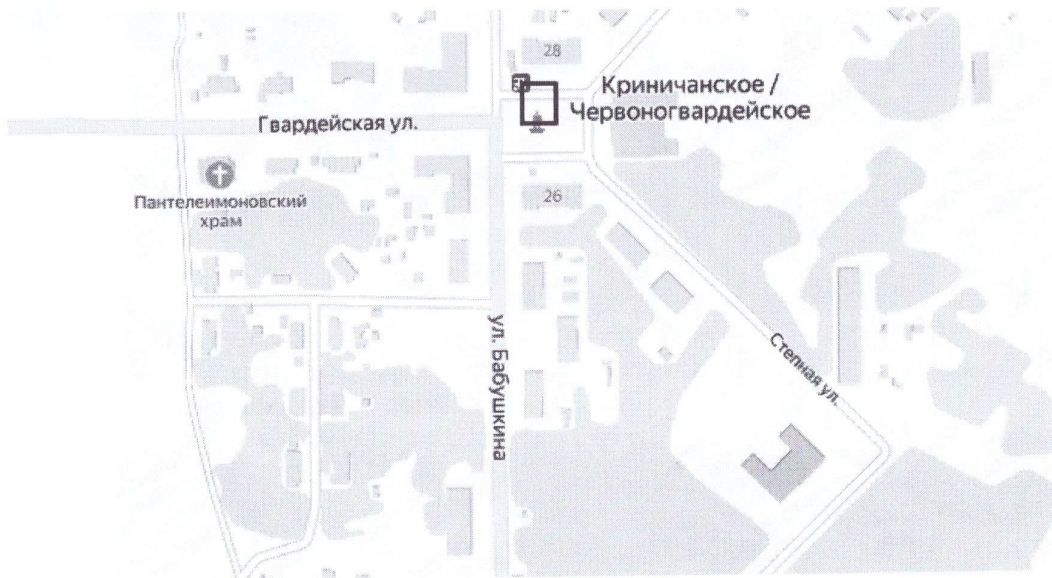 28
Криничанское /
Червоногвардейское
Гвардейская ул.
Пантелеимоновский
храм
26
ул. Бабушкина
Степная ул.